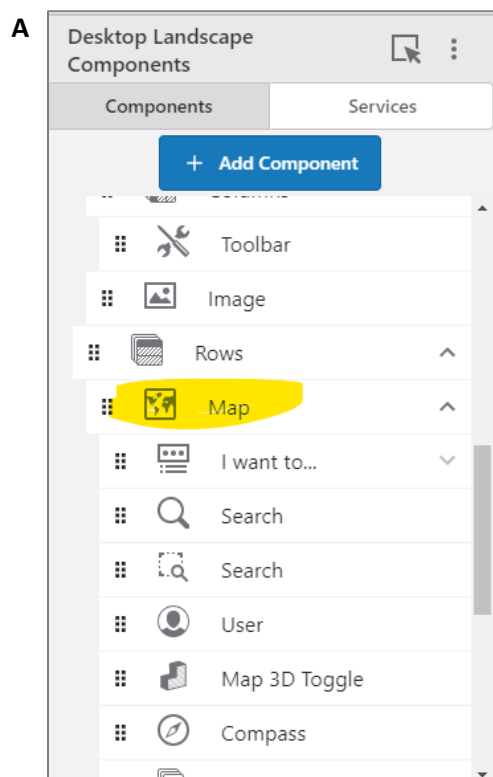 A
Desktop Landscape
Components
Components
Services
+ Add Component
Columns
Toolbar
Image
Rows
Map
I want to...
Search
Search
User
Map 3D Toggle
Compass